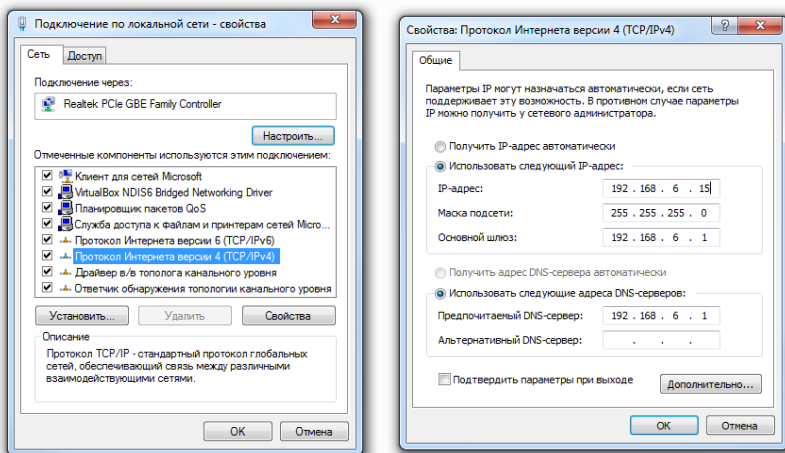 Подключение по локальной сети - свойства
Сеть
Доступ
Подключение через:
Realtek PCIe GBE Family Controller
Настроить...
Отмеченные компоненты используются этим подключением:
Клиент для сетей Microsoft
VirtualBox NDIS6 Bridged Networking Driver
Планировщик пакетов QoS
Служба доступа к файлам и принтерам сетей Micro...
Протокол Интернета версии 6 (TCP/IPv6)
Протокол Интернета версии 4 (TCP/IPv4)
Драйвер в/в тополога канального уровня
Ответчик обнаружения топологии канального уровня
Установить...
Удалить
Свойства
Описание
Протокол TCP/IP - стандартный протокол глобальных
сетей, обеспечивающий связь между различными
взаимодействующими сетями.
OK
Отмена
Свойства: Протокол Интернета версии 4 (TCP/IPv4)
Общие
Параметры IP могут назначаться автоматически, если сеть
поддерживает эту возможность. В противном случае параметры
IP можно получить у сетевого администратора.
Получить IP-адрес автоматически
Использовать следующий IP-адрес:
IP-адрес: 192 . 168 . 6 . 15
Маска подсети: 255 . 255 . 255 . 0
Основной шлюз: 192 . 168 . 6 . 1
Получить адрес DNS-сервера автоматически
Использовать следующие адреса DNS-серверов:
Предпочитаемый DNS-сервер: 192 . 168 . 6 . 1
Альтернативный DNS-сервер: . . .
Подтвердить параметры при выходе
Дополнительно...
OK
Отмена